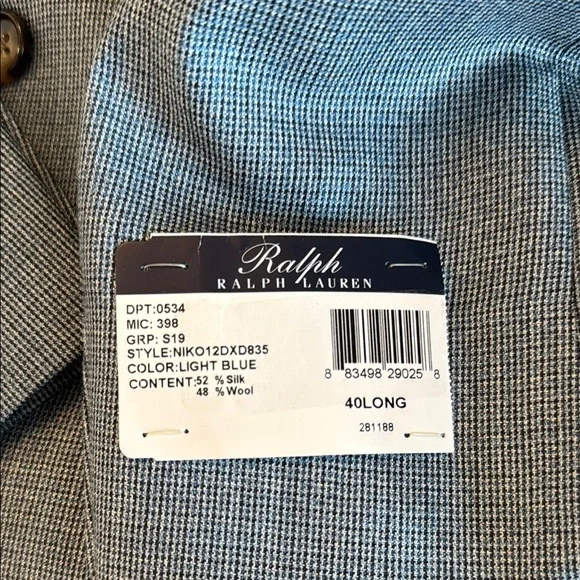 Ralph
RALPH LAUREN
DPT:0534
MIC: 398
GRP: S19
STYLE:NIKO12DXD835
COLOR:LIGHT BLUE
CONTENT:52 % Silk
48 % Wool
8 83498 29025 8
40LONG
281188